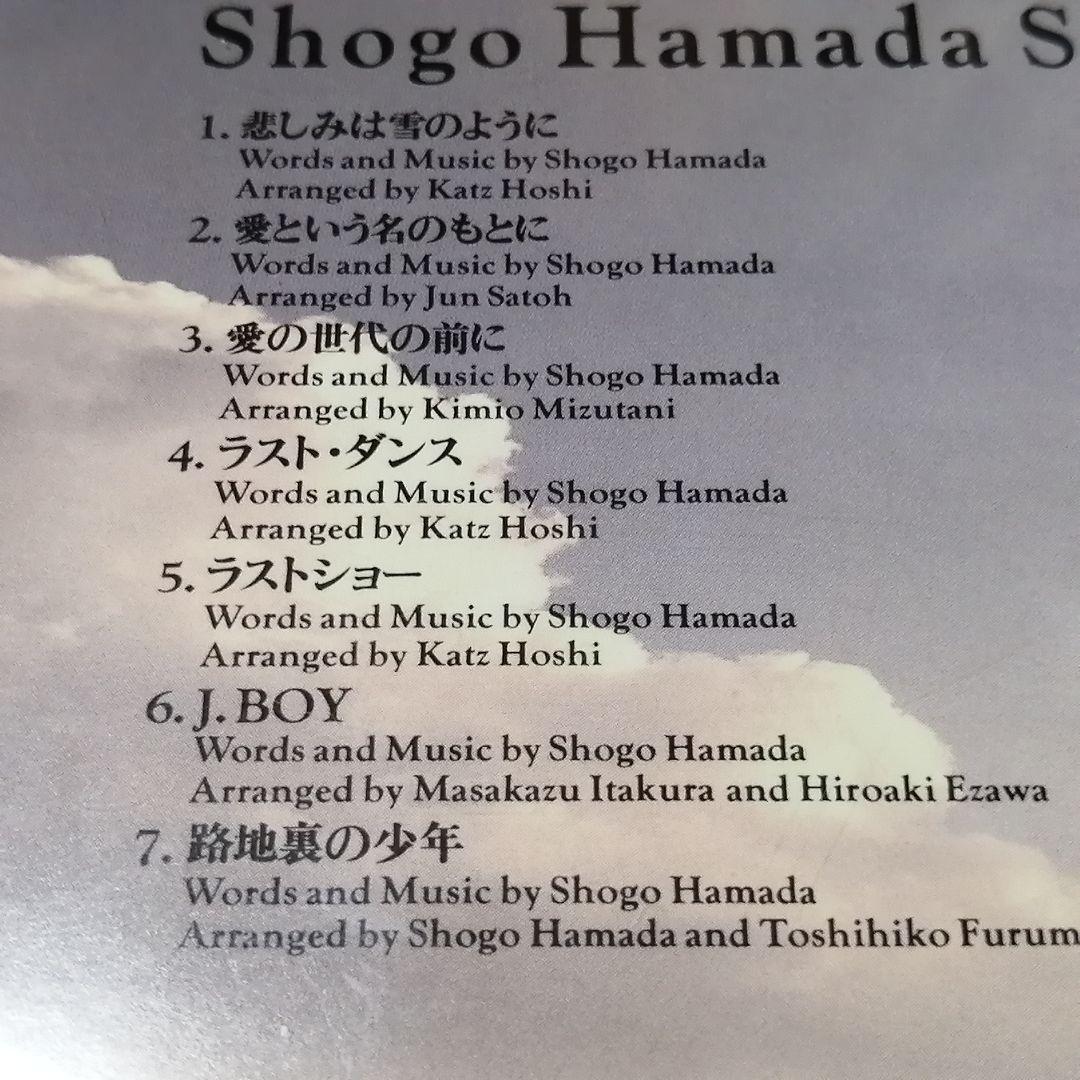 Shogo Hamada S
1. 悲しみは雪のように
Words and Music by Shogo Hamada
Arranged by Katz Hoshi
2. 愛という名のもとに
Words and Music by Shogo Hamada
Arranged by Jun Satoh
3. 愛の世代の前に
Words and Music by Shogo Hamada
Arranged by Kimio Mizutani
4. ラスト・ダンス
Words and Music by Shogo Hamada
Arranged by Katz Hoshi
5. ラストショー
Words and Music by Shogo Hamada
Arranged by Katz Hoshi
6. J. BOY
Words and Music by Shogo Hamada
Arranged by Masakazu Itakura and Hiroaki Ezawa
7. 路地裏の少年
Words and Music by Shogo Hamada
Arranged by Shogo Hamada and Toshihiko Furum